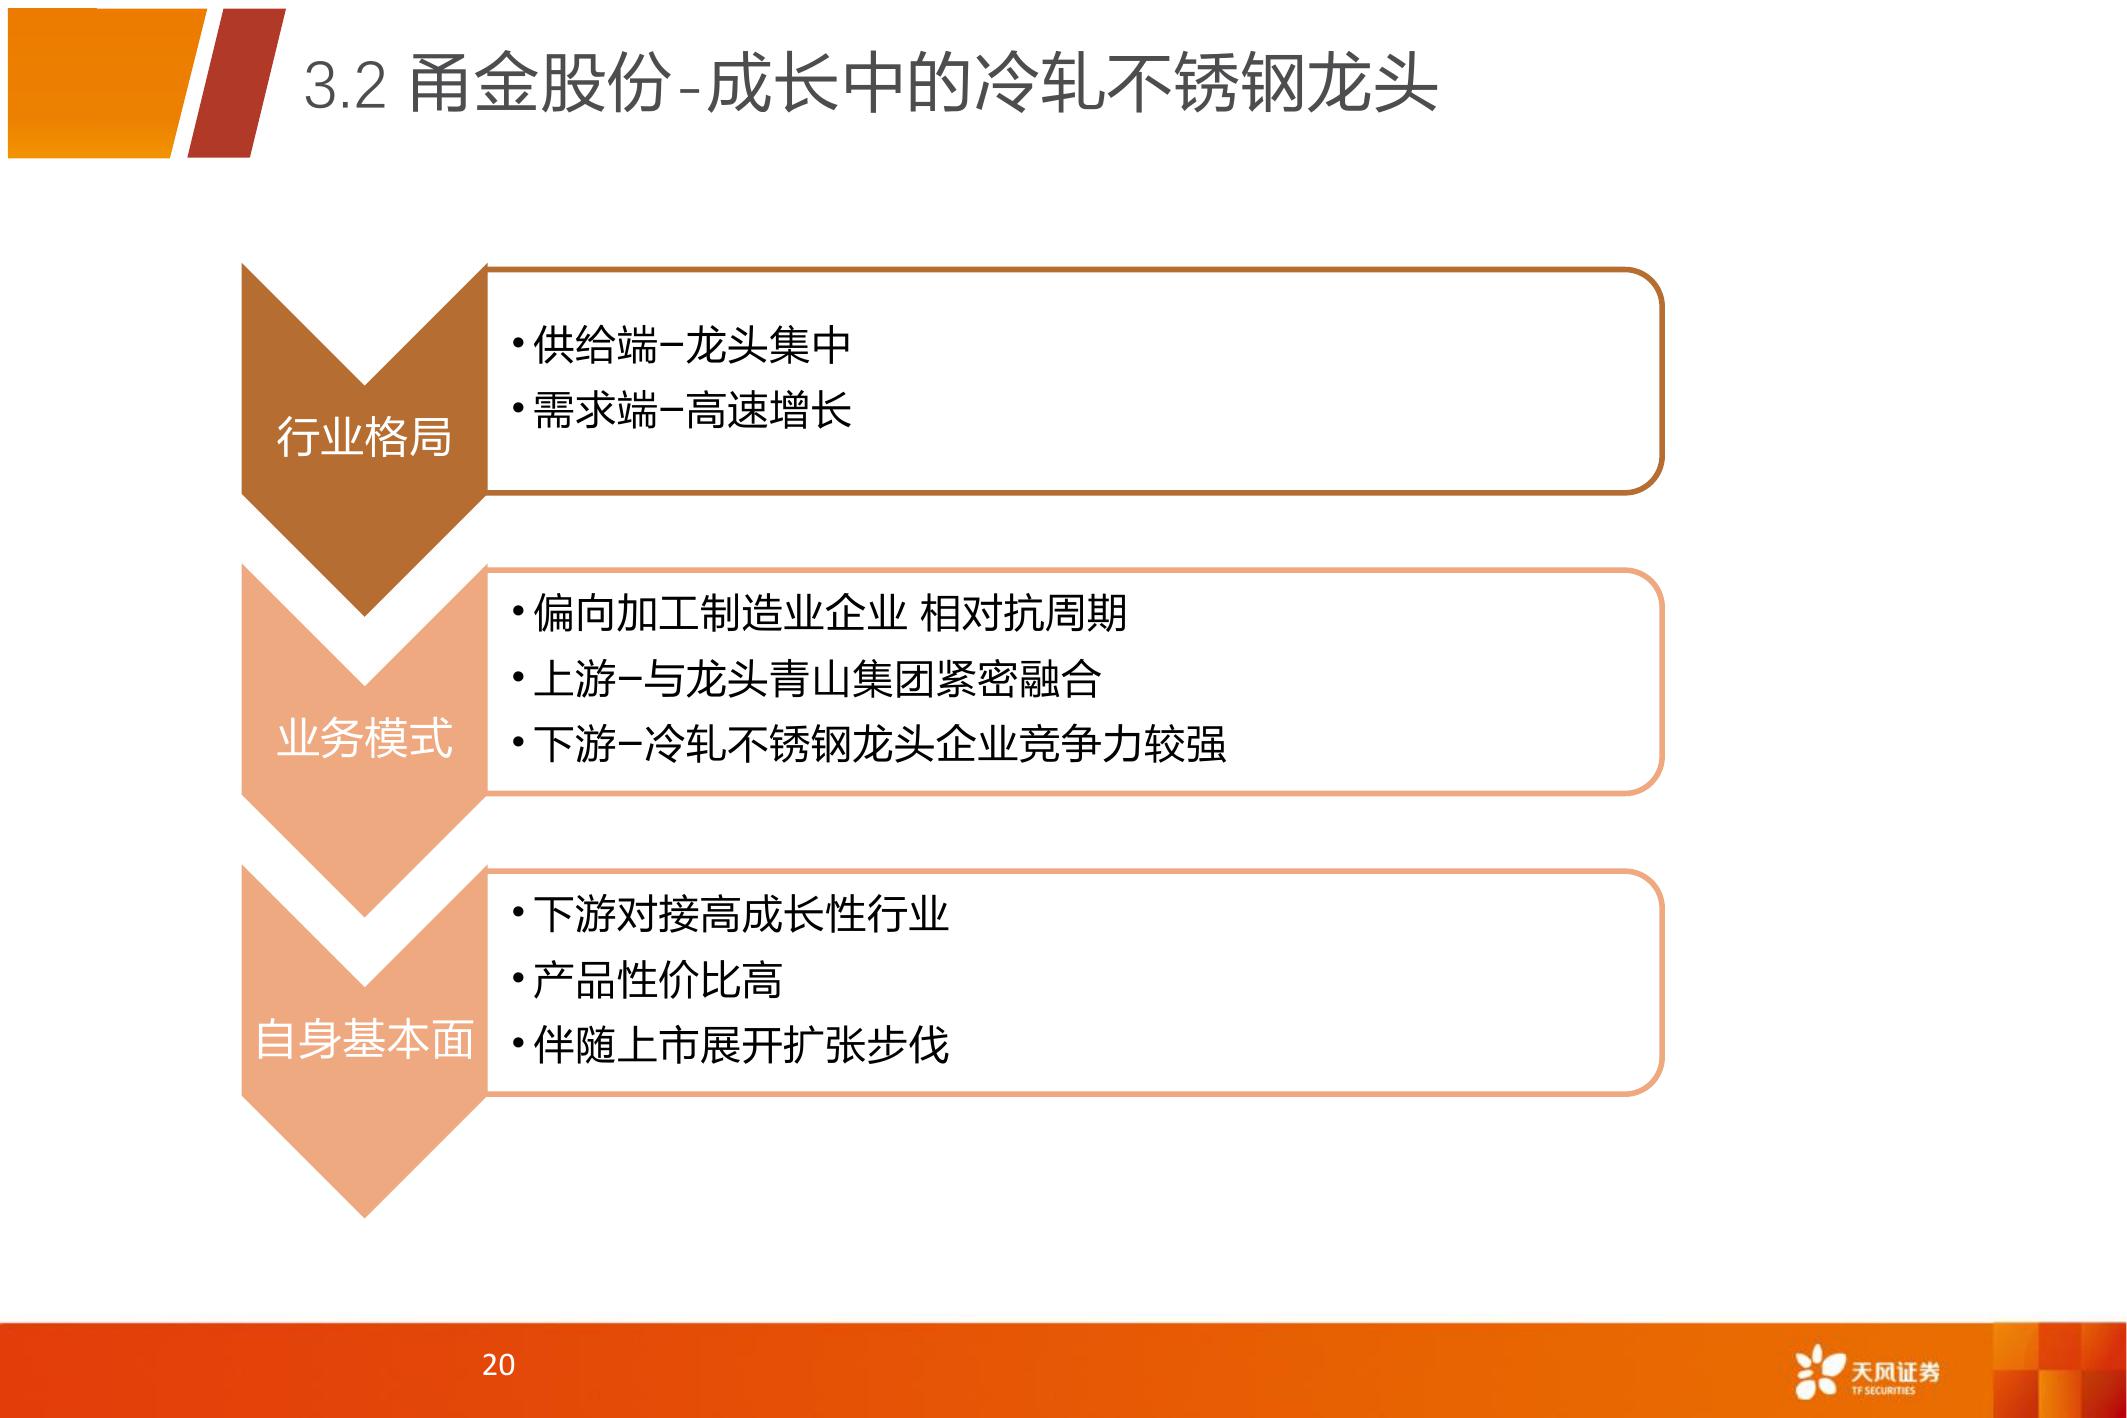 3.2 甬金股份-成长中的冷轧不锈钢龙头
行业格局
•供给端–龙头集中
•需求端–高速增长
业务模式
•偏向加工制造业企业 相对抗周期
•上游–与龙头青山集团紧密融合
•下游–冷轧不锈钢龙头企业竞争力较强
自身基本面
•下游对接高成长性行业
•产品性价比高
•伴随上市展开扩张步伐
20
天风证券
TF SECURITIES